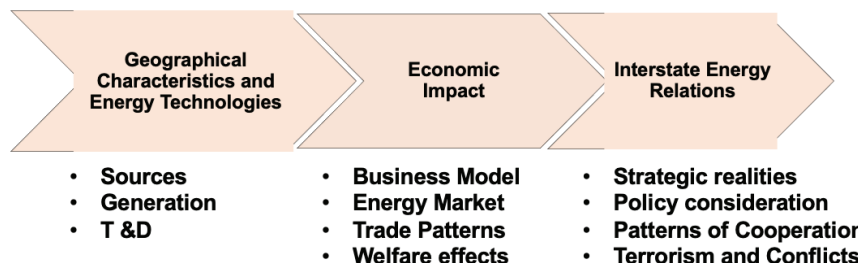 Geographical
Characteristics and
Energy Technologies
Economic
Impact
Interstate Energy
Relations
• Sources
• Generation
• T &D
• Business Model
• Energy Market
• Trade Patterns
• Welfare effects
• Strategic realities
• Policy consideration
• Patterns of Cooperation
• Terrorism and Conflicts